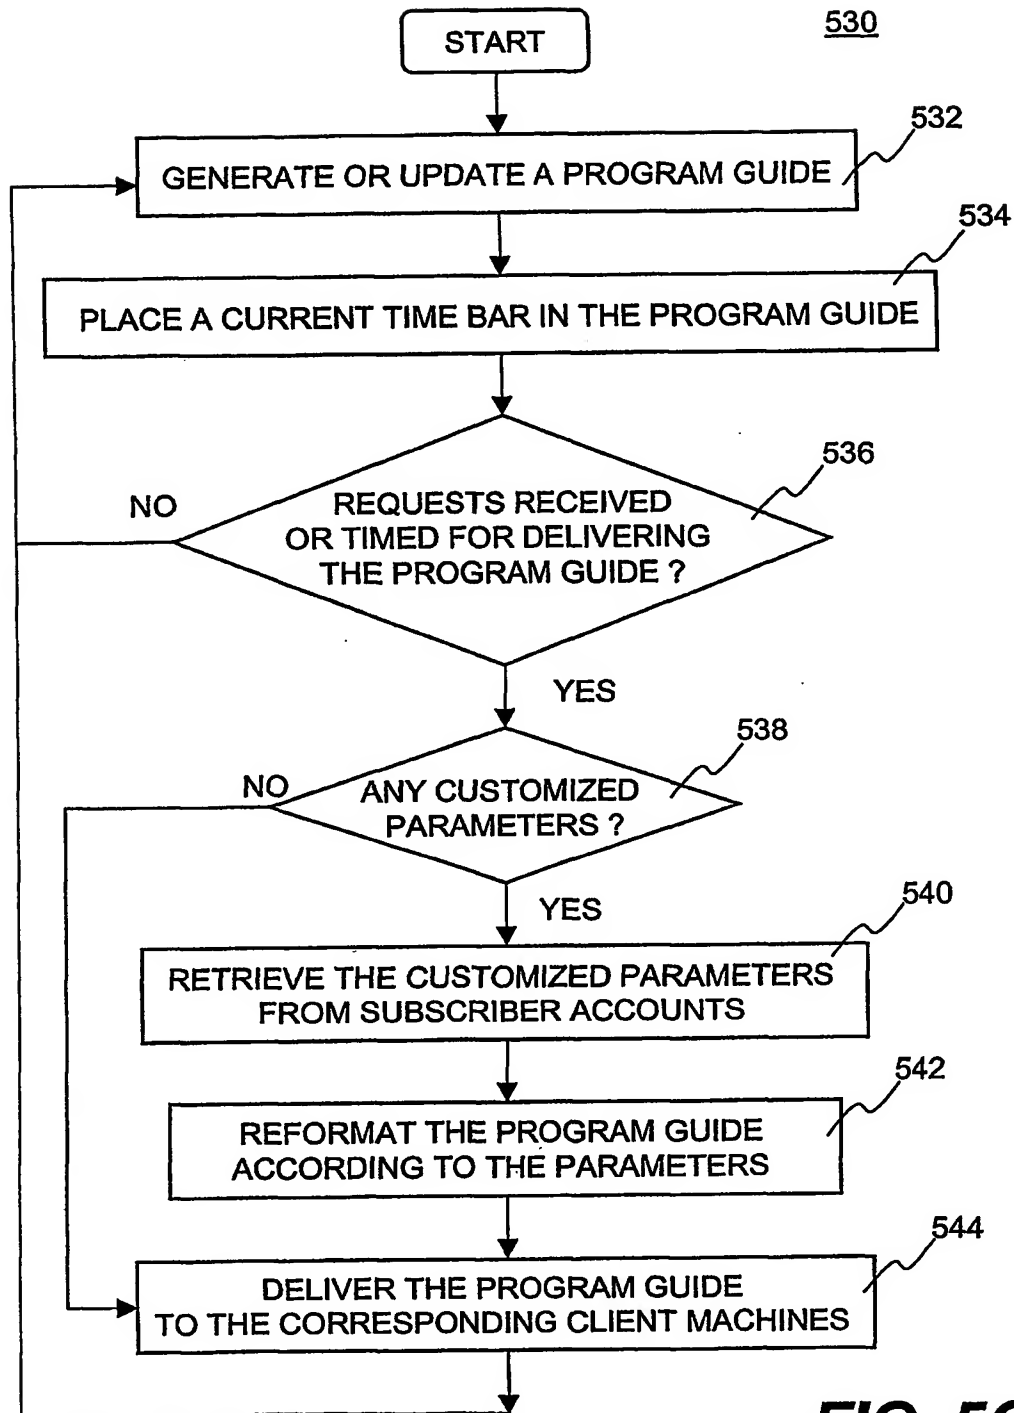 530
START
532
GENERATE OR UPDATE A PROGRAM GUIDE
534
PLACE A CURRENT TIME BAR IN THE PROGRAM GUIDE
536
NO
REQUESTS RECEIVED
OR TIMED FOR DELIVERING
THE PROGRAM GUIDE ?
YES
538
NO
ANY CUSTOMIZED
PARAMETERS ?
YES
540
RETRIEVE THE CUSTOMIZED PARAMETERS
FROM SUBSCRIBER ACCOUNTS
542
REFORMAT THE PROGRAM GUIDE
ACCORDING TO THE PARAMETERS
544
DELIVER THE PROGRAM GUIDE
TO THE CORRESPONDING CLIENT MACHINES